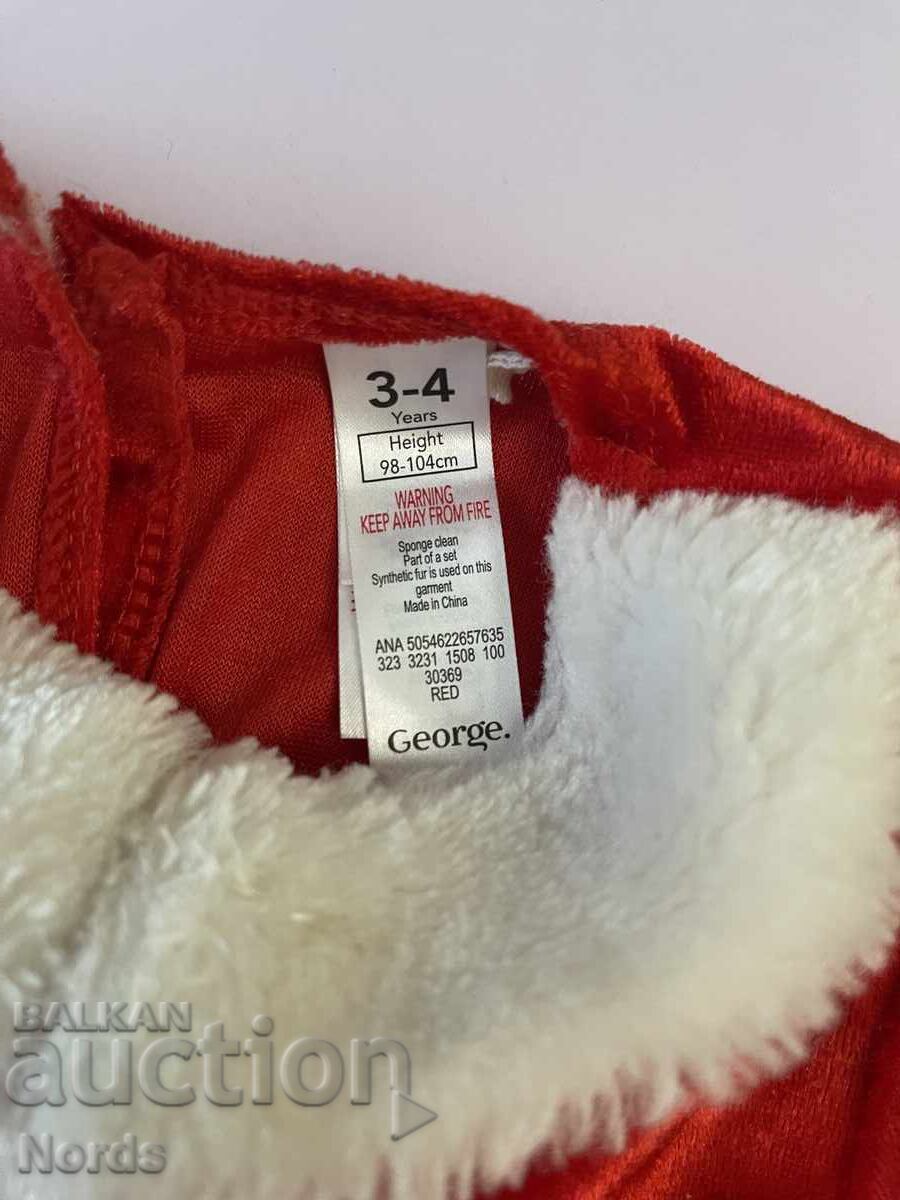 3-4
Years
Height
98-104cm
WARNING
KEEP AWAY FROM FIRE
Sponge clean
Part of a set
Synthetic fur is used on this
garment
Made in China
ANA 5054622657635
323 3231 1508 100
30369
RED
George.
BALKAN
auction
Nords